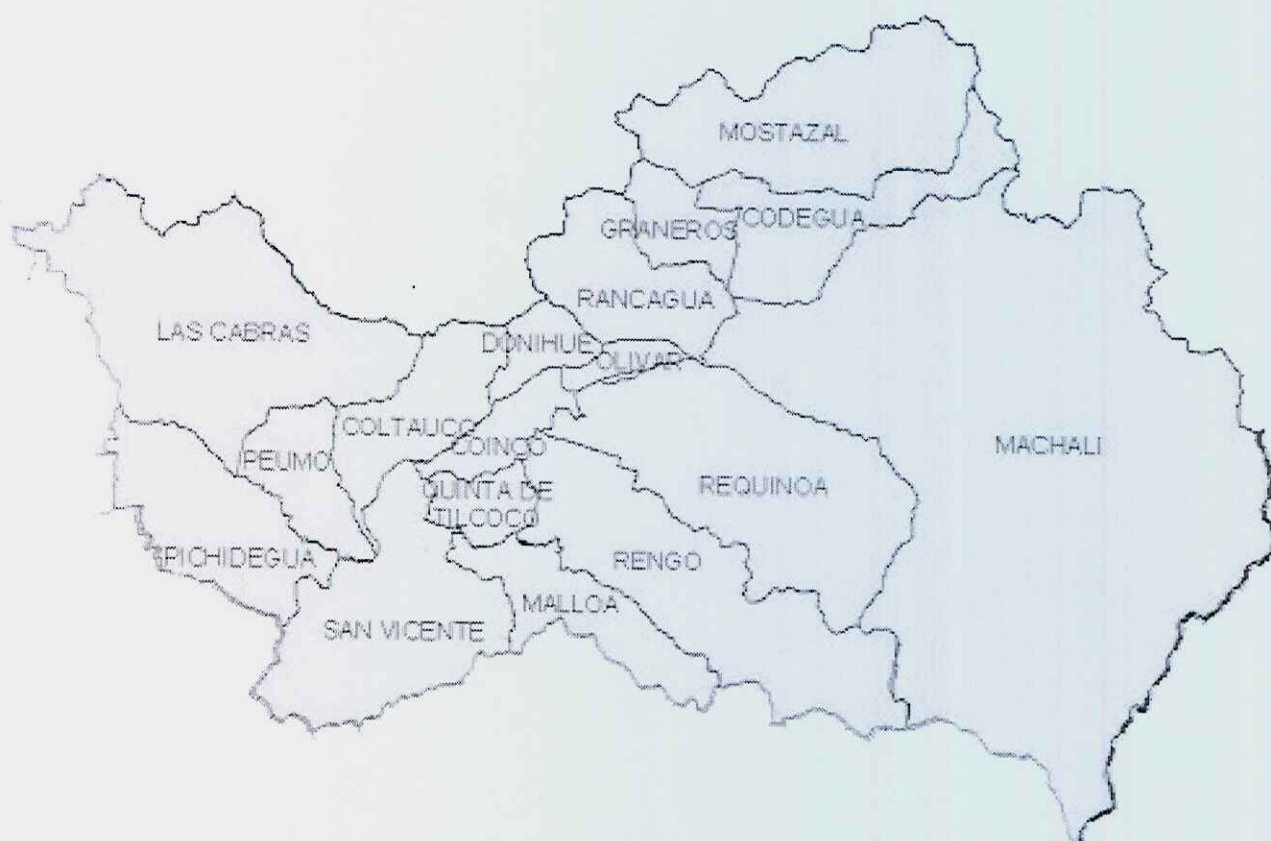 MOSTAZAL
GRANEROS
CODEGUA
RANCAGUA
LAS CABRAS
DONIHUE
OLIVAR
COLTAUCO
COINCO
MACHALI
PEUMO
QUINTA DE
TILCOCO
REQUINOA
PICHIDEGUA
RENGO
MALLOA
SAN VICENTE